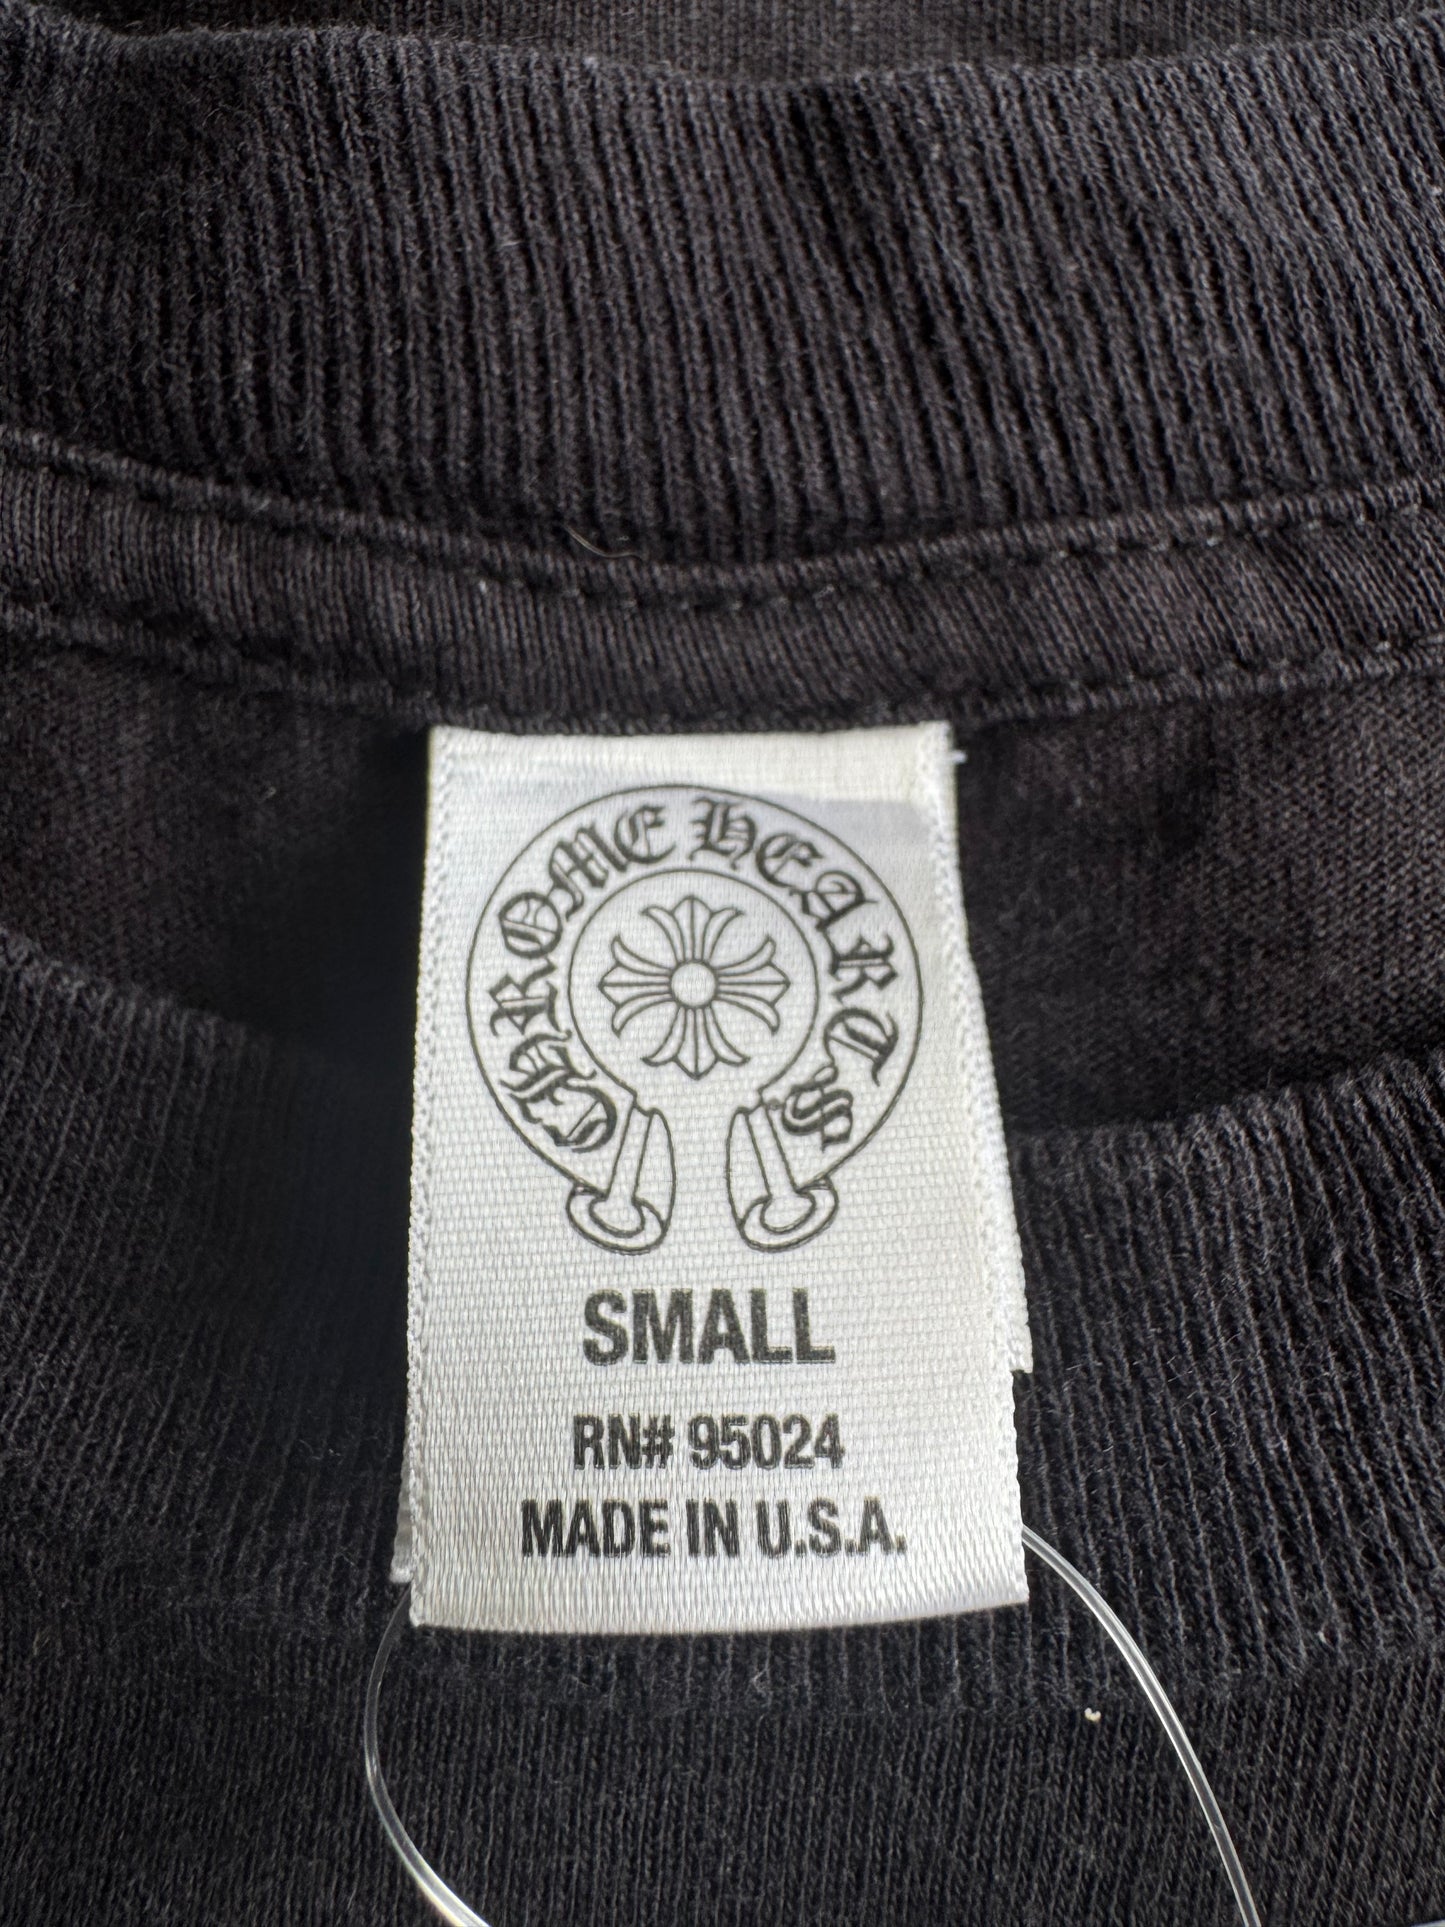 CHROME HEARTS
SMALL
RN# 95024
MADE IN U.S.A.